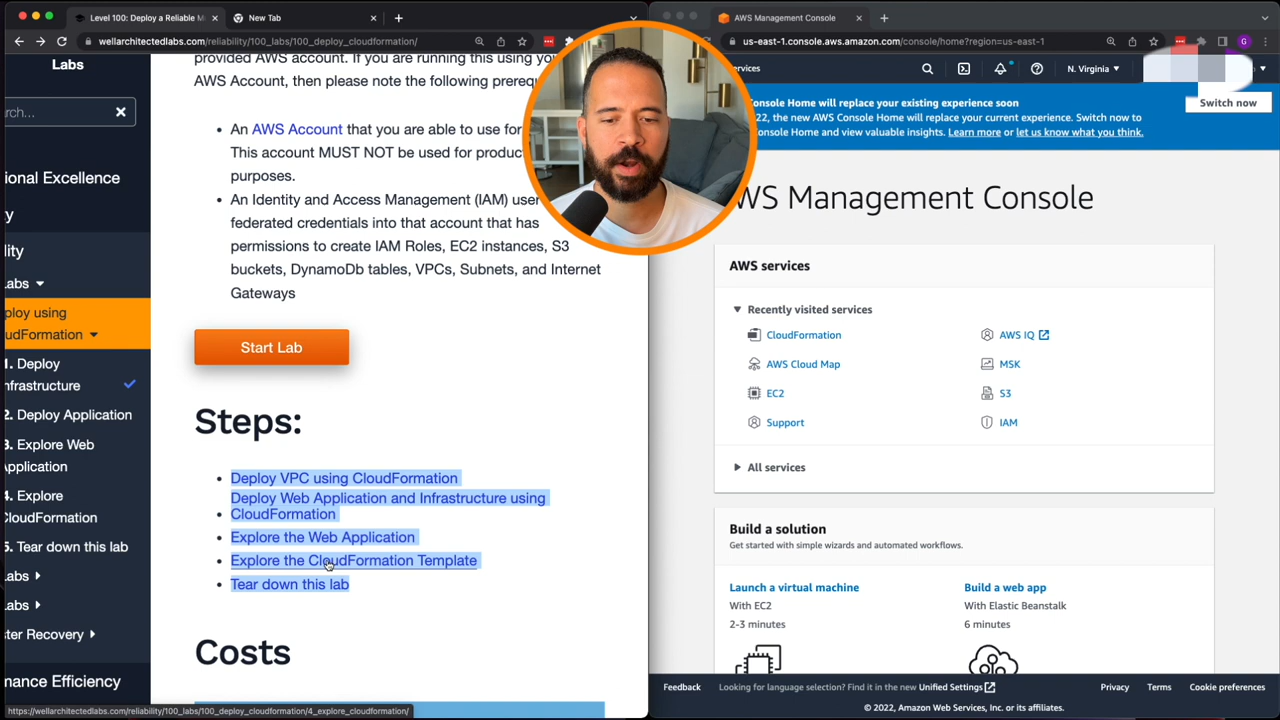 Level 100: Deploy a Reliable M
New Tab
wellarchitectedlabs.com/reliability/100_labs/100_deploy_cloudformation/
Labs
rch...
ional Excellence
y
ility
abs
ploy using
udFormation
1. Deploy
nfrastructure
2. Deploy Application
3. Explore Web
Application
4. Explore
CloudFormation
5. Tear down this lab
Labs
Labs
ster Recovery
mance Efficiency
provided AWS account. If you are running this using
AWS Account, then please note the following
An AWS Account that you are able to use for
This account MUST NOT be used for
purposes.
An Identity and Access Management (IAM) user
federated credentials into that account that has
permissions to create IAM Roles, EC2 instances, S3
buckets, DynamoDb tables, VPCs, Subnets, and Internet
Gateways
Start Lab
Steps:
Deploy VPC using CloudFormation
Deploy Web Application and Infrastructure using
CloudFormation
Explore the Web Application
Explore the CloudFormation Template
Tear down this lab
Costs
https://wellarchitectedlabs.com/reliability/100_labs/100_deploy_cloudformation/4_explore_cloudformation/
AWS Management Console
us-east-1.console.aws.amazon.com/console/home?region=us-east-1
G
ervices
N. Virginia
Console Home will replace your existing experience soon
22, the new AWS Console Home will replace your current experience. Switch now to
Console Home and view valuable insights. Learn more or let us know what you think.
Switch now
WS Management Console
AWS services
Recently visited services
CloudFormation
AWS IQ
AWS Cloud Map
MSK
EC2
S3
Support
IAM
All services
Build a solution
Get started with simple wizards and automated workflows.
Launch a virtual machine
With EC2
2-3 minutes
Build a web app
With Elastic Beanstalk
6 minutes
Feedback
Looking for language selection? Find it in the new Unified Settings
Privacy
Terms
Cookie preferences
© 2022, Amazon Web Services, Inc. or its affiliates.